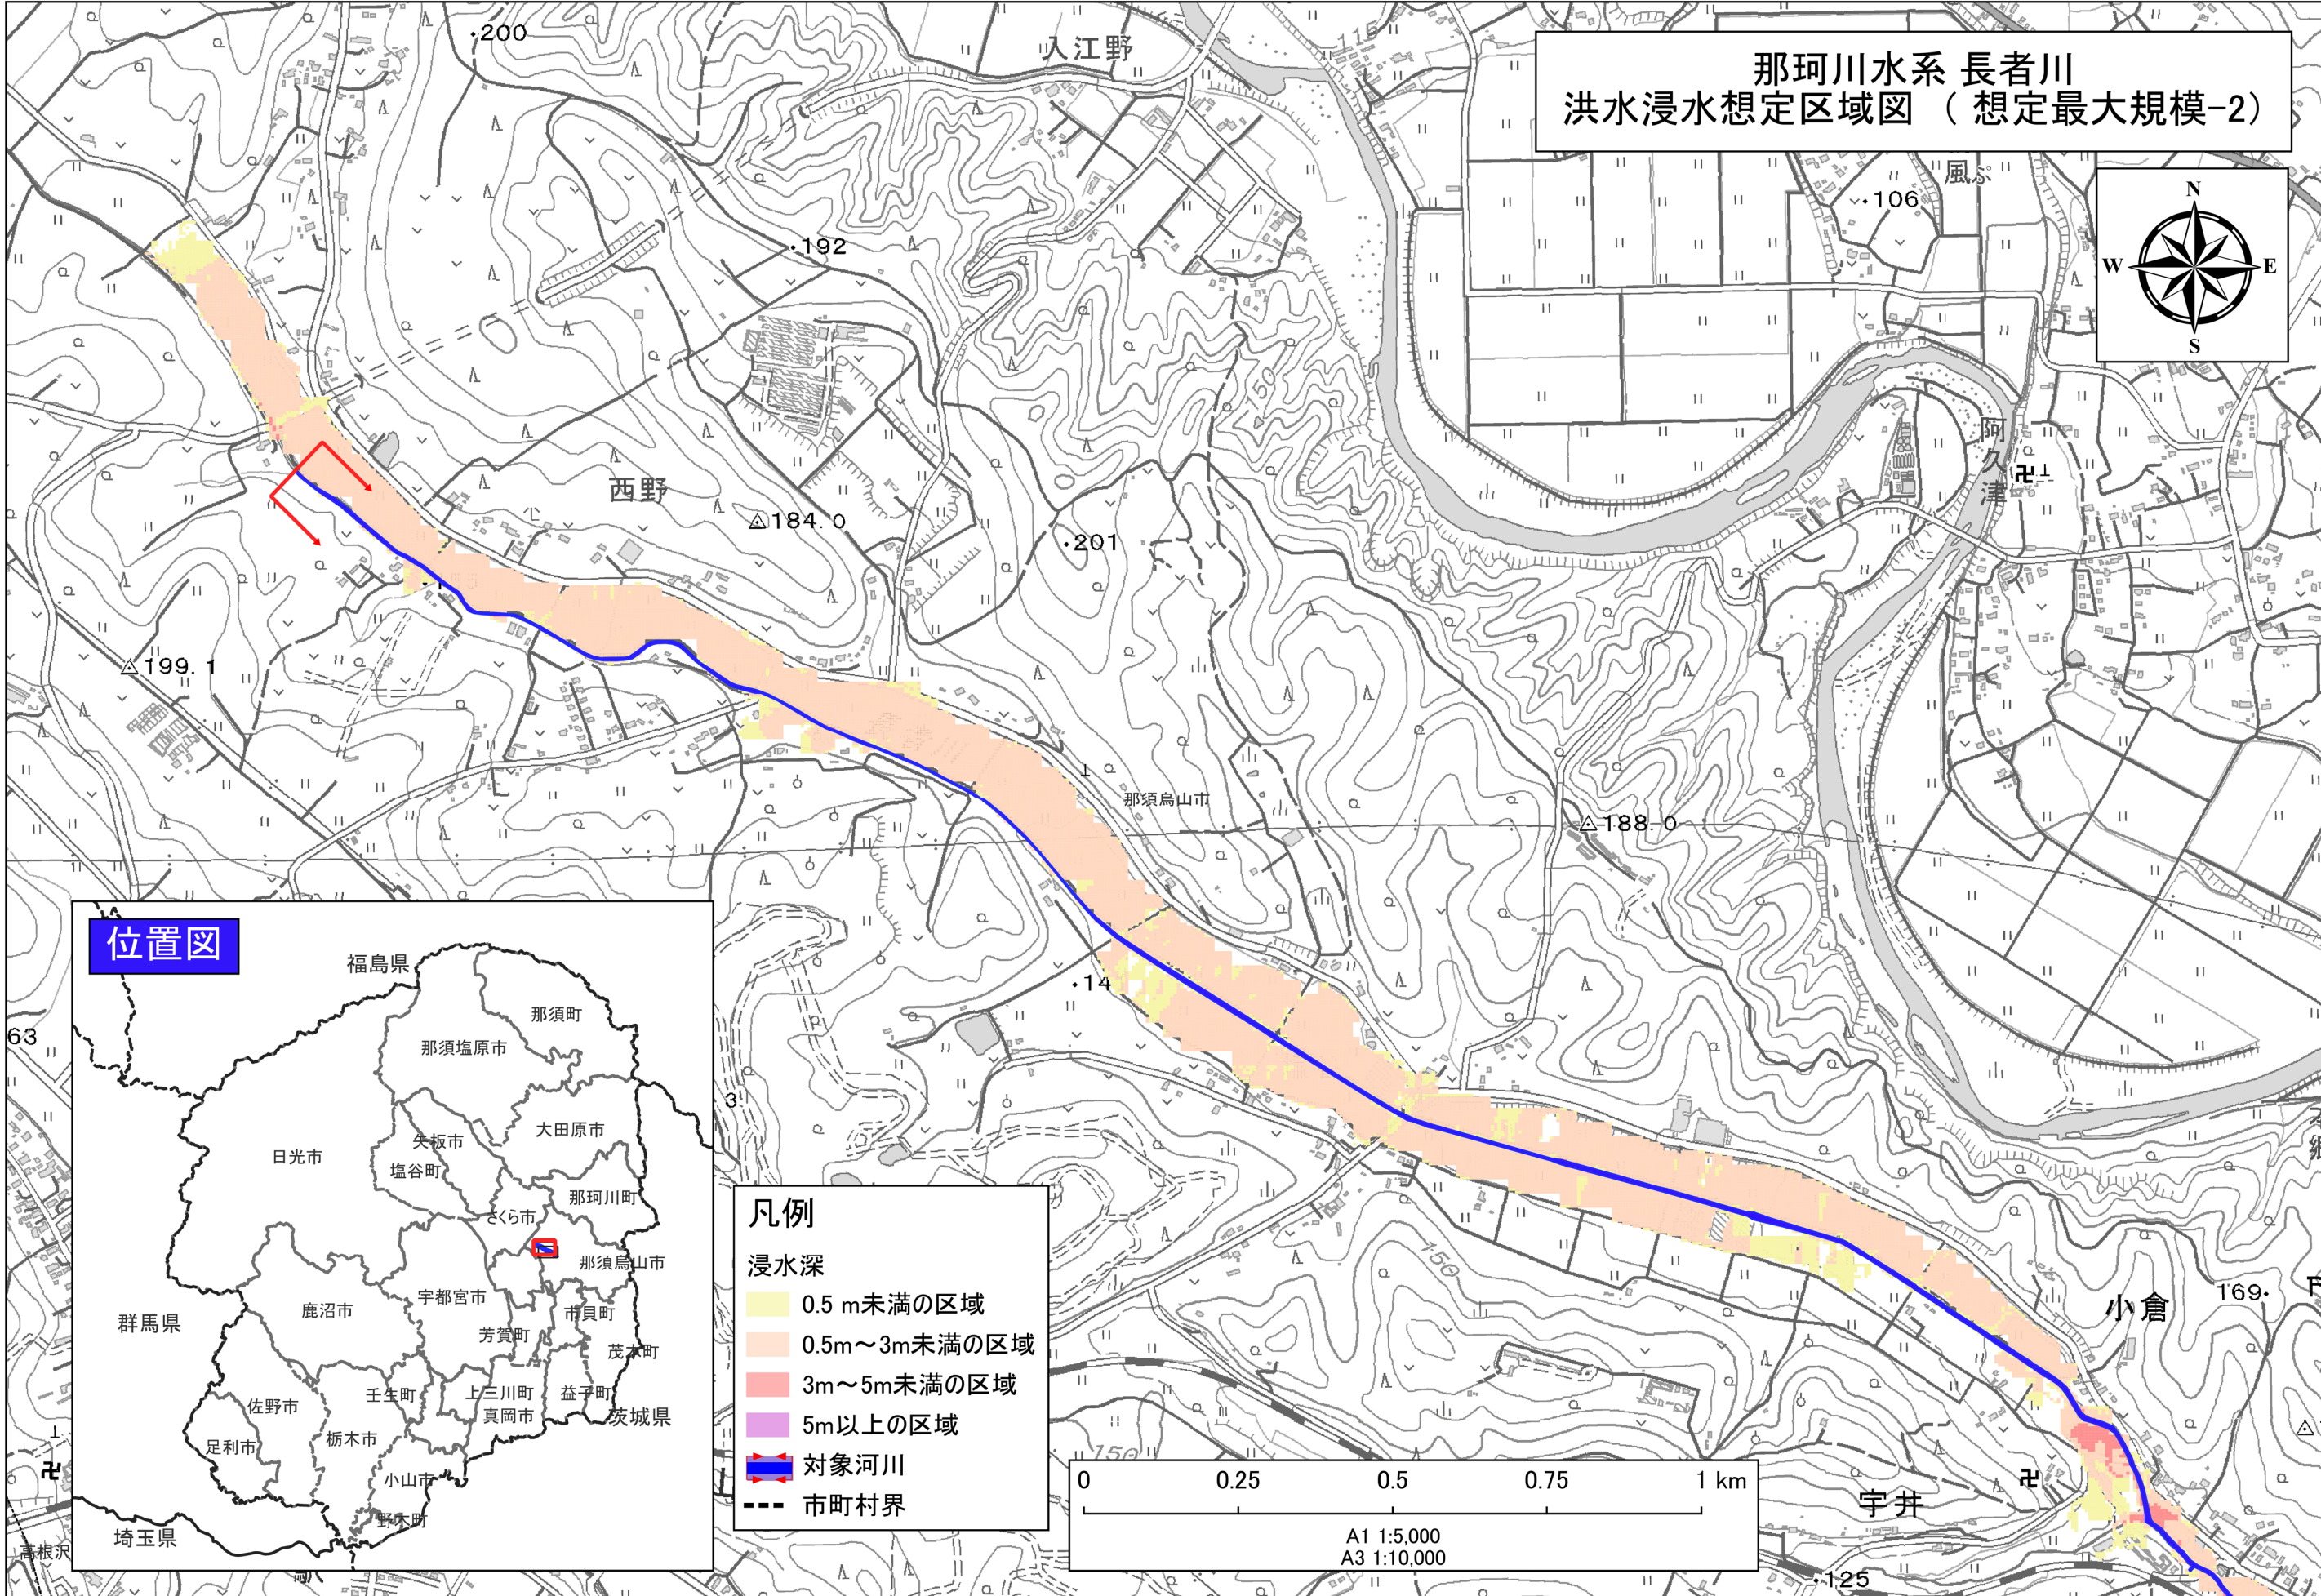 那珂川水系 長者川
洪水浸水想定区域図 （ 想定最大規模-2）
N
W
E
S
・200
入江野
115
風ぷ
・106
・192
150
西野
184.0
・201
阿久津
199.1
那須烏山市
188.0
・14
63
3
150
150
小倉
169・
宇井
・125
高根沢
位置図
福島県
那須町
那須塩原市
大田原市
矢板市
日光市
塩谷町
那珂川町
さくら市
那須烏山市
宇都宮市
鹿沼市
市貝町
群馬県
芳賀町
茂木町
壬生町
上三川町
益子町
佐野市
真岡市
茨城県
栃木市
足利市
小山市
野木町
埼玉県
凡例
浸水深
0.5 m未満の区域
0.5m～3m未満の区域
3m～5m未満の区域
5m以上の区域
対象河川
市町村界
0 0.25 0.5 0.75 1 km
A1 1:5,000
A3 1:10,000